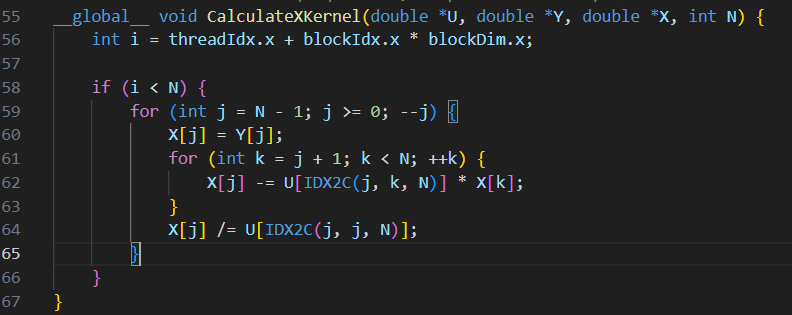 55 __global__ void CalculateXKernel(double *U, double *Y, double *X, int N) {
56     int i = threadIdx.x + blockIdx.x * blockDim.x;
57
58     if (i < N) {
59         for (int j = N - 1; j >= 0; --j) {
60             X[j] = Y[j];
61             for (int k = j + 1; k < N; ++k) {
62                 X[j] -= U[IDX2C(j, k, N)] * X[k];
63             }
64             X[j] /= U[IDX2C(j, j, N)];
65         }
66     }
67 }